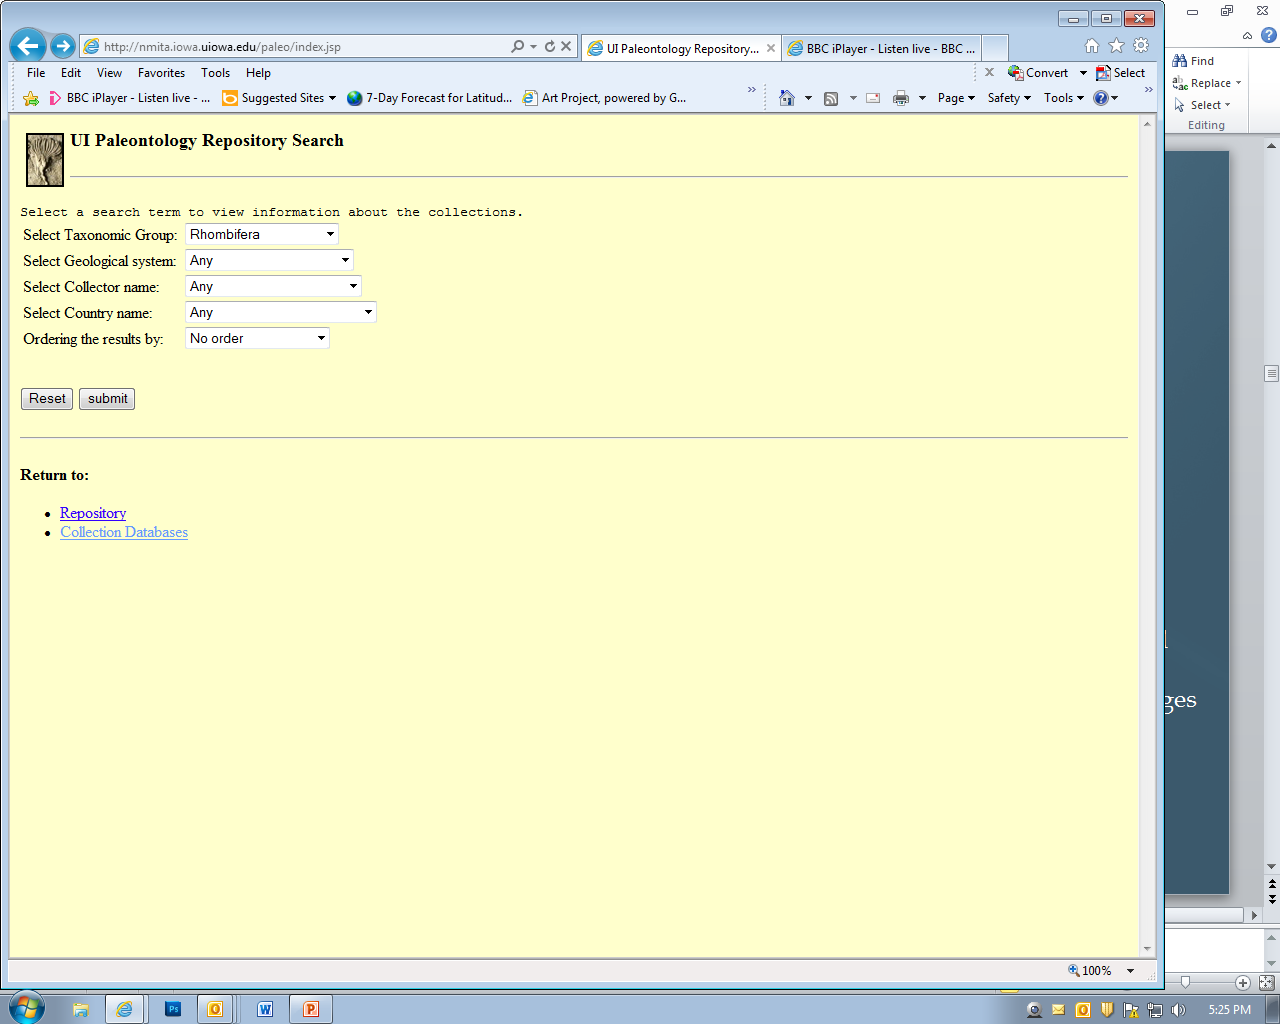 http://nmita.iowa.uiowa.edu/paleo/index.jsp
UI Paleontology Repository...
BBC iPlayer - Listen live - BBC ...
File Edit View Favorites Tools Help
Convert Select
BBC iPlayer - Listen live - ...
Suggested Sites
7-Day Forecast for Latitud...
Art Project, powered by G...
Page Safety Tools
Find
Replace
Select
Editing
UI Paleontology Repository Search
Select a search term to view information about the collections.
Select Taxonomic Group: Rhombifera
Select Geological system: Any
Select Collector name: Any
Select Country name: Any
Ordering the results by: No order
Reset submit
Return to:
Repository
Collection Databases
ges
100%
Ps O W P O
5:25 PM